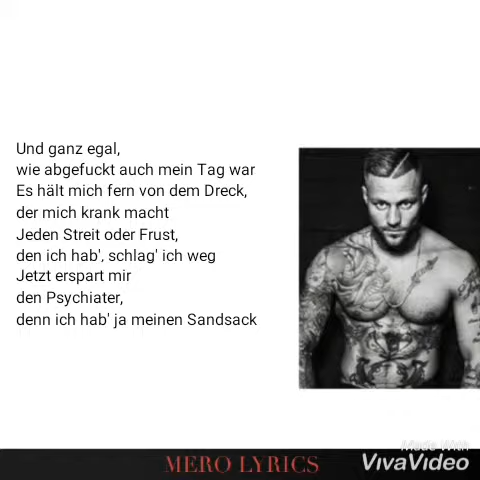 Und ganz egal,
wie abgefuckt auch mein Tag war
Es hält mich fern von dem Dreck,
der mich krank macht
Jeden Streit oder Frust,
den ich hab', schlag' ich weg
Jetzt erspart mir
den Psychiater,
denn ich hab' ja meinen Sandsack
Made With
VivaVideo
MERO LYRICS